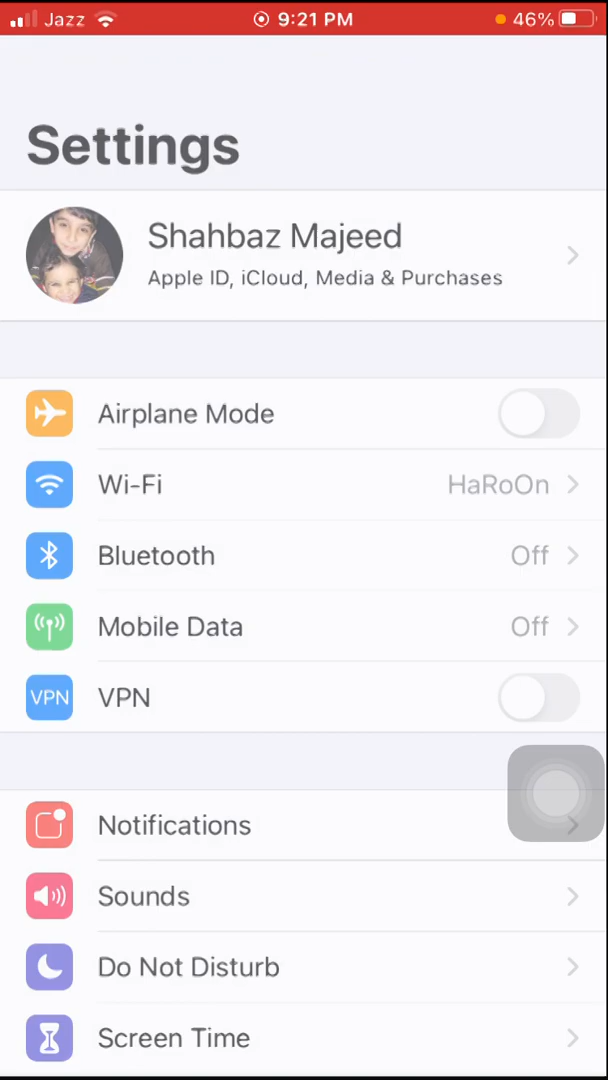 Jazz 9:21 PM 46%
Settings
Shahbaz Majeed
Apple ID, iCloud, Media & Purchases
Airplane Mode
Wi-Fi HaRoOn
Bluetooth Off
Mobile Data Off
VPN VPN
Notifications
Sounds
Do Not Disturb
Screen Time